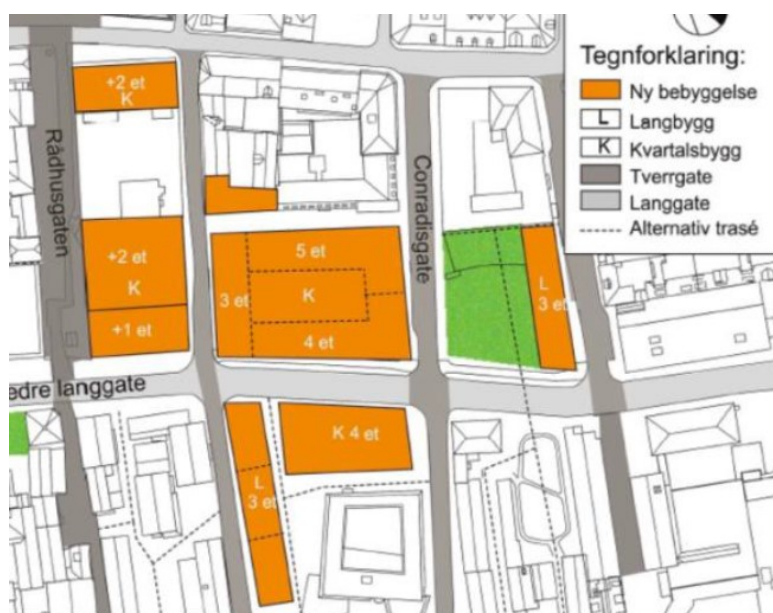 Tegnforklaring:
Ny bebyggelse
L Langbygg
K Kvartalsbygg
Tverrgate
Langgate
Alternativ trasé
+2 et
K
Rådhusgaten
Conradisgate
+2 et
K
+1 et
5 et
3 et
K
4 et
L
3 et
edre langgate
K 4 et
L
3 et